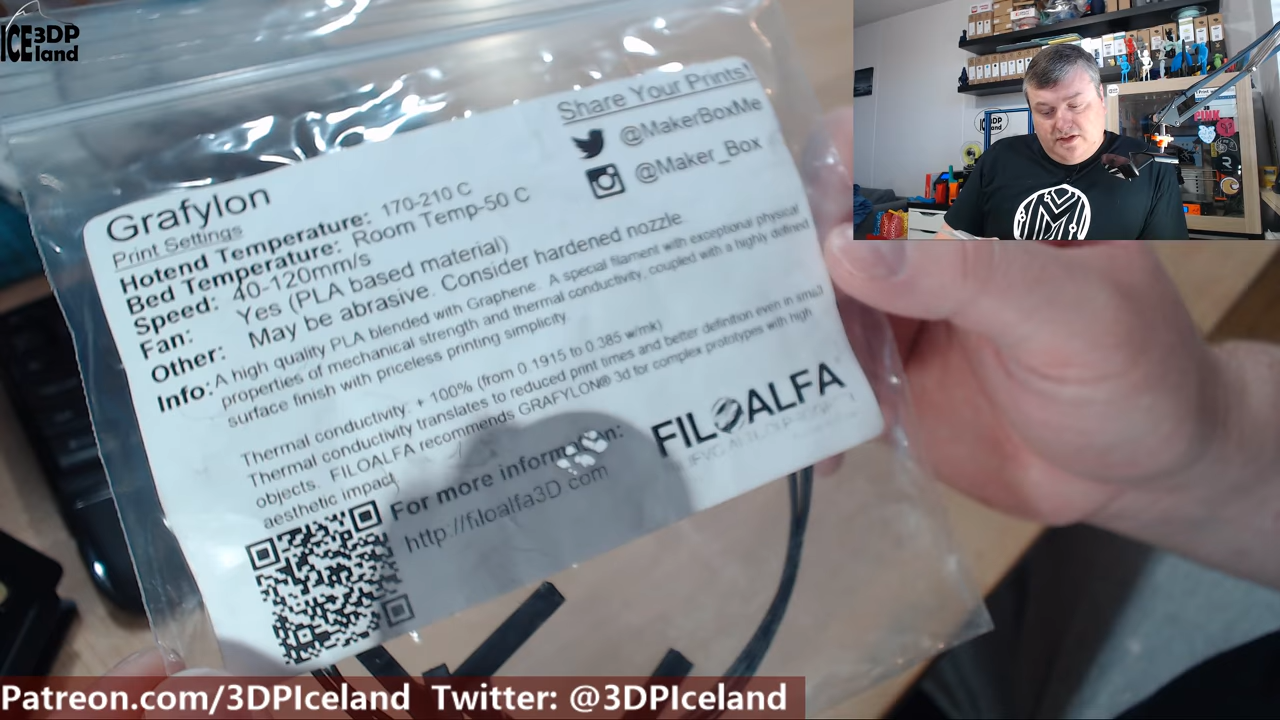 ICE 3DP land
Share Your Prints!
@MakerBoxMe
@Maker_Box
Grafylon
Print Settings
Hotend Temperature: 170-210 C
Bed Temperature: Room Temp-50 C
Speed: 40-120mm/s
Fan: Yes (PLA based material)
Other: May be abrasive. Consider hardened nozzle
Info: A high quality PLA blended with Graphene. A special filament with exceptional physical
properties of mechanical strength and thermal conductivity, coupled with a highly defined
surface finish with priceless printing simplicity.
Thermal conductivity: + 100% (from 0.1915 to 0.385 w/mk)
Thermal conductivity translates to reduced print times and better definition even in small
objects. FILOALFA recommends GRAFYLON® 3d for complex prototypes with high
aesthetic impact
FILOALFA
For more information:
http://filoalfa3D.com
PINK
Patreon.com/3DPIceland Twitter: @3DPIceland